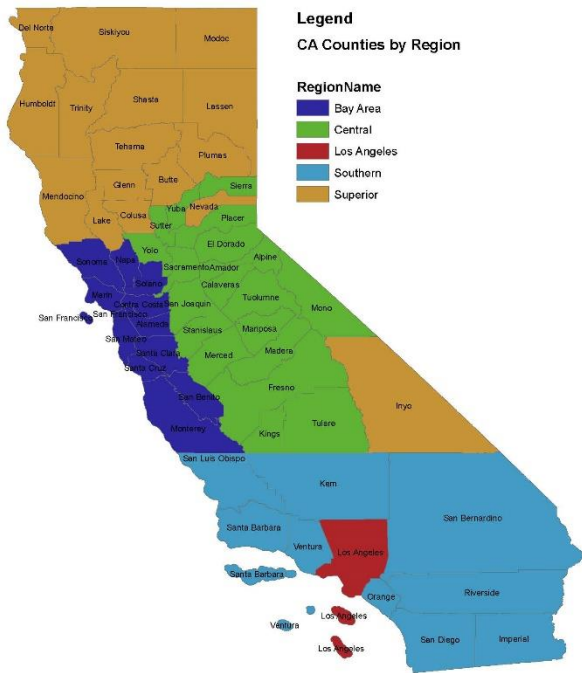 Legend
CA Counties by Region
RegionName
Bay Area
Central
Los Angeles
Southern
Superior
Del Norte
Siskiyou
Modoc
Humboldt
Trinity
Shasta
Lassen
Tehama
Plumas
Mendocino
Glenn
Butte
Sierra
Lake
Colusa
Yuba
Nevada
Sutter
Placer
Yolo
El Dorado
Alpine
Sonoma
Napa
Sacramento
Amador
Solano
Calaveras
Marin
Contra Costa
San Joaquin
Tuolumne
Mono
San Francisco
San Francisco
Alameda
Stanislaus
Mariposa
San Mateo
Santa Clara
Merced
Madera
Santa Cruz
San Benito
Fresno
Inyo
Monterey
Kings
Tulare
San Luis Obispo
Kern
San Bernardino
Santa Barbara
Ventura
Los Angeles
Santa Barbara
Orange
Riverside
Ventura
Los Angeles
San Diego
Imperial
Los Angeles